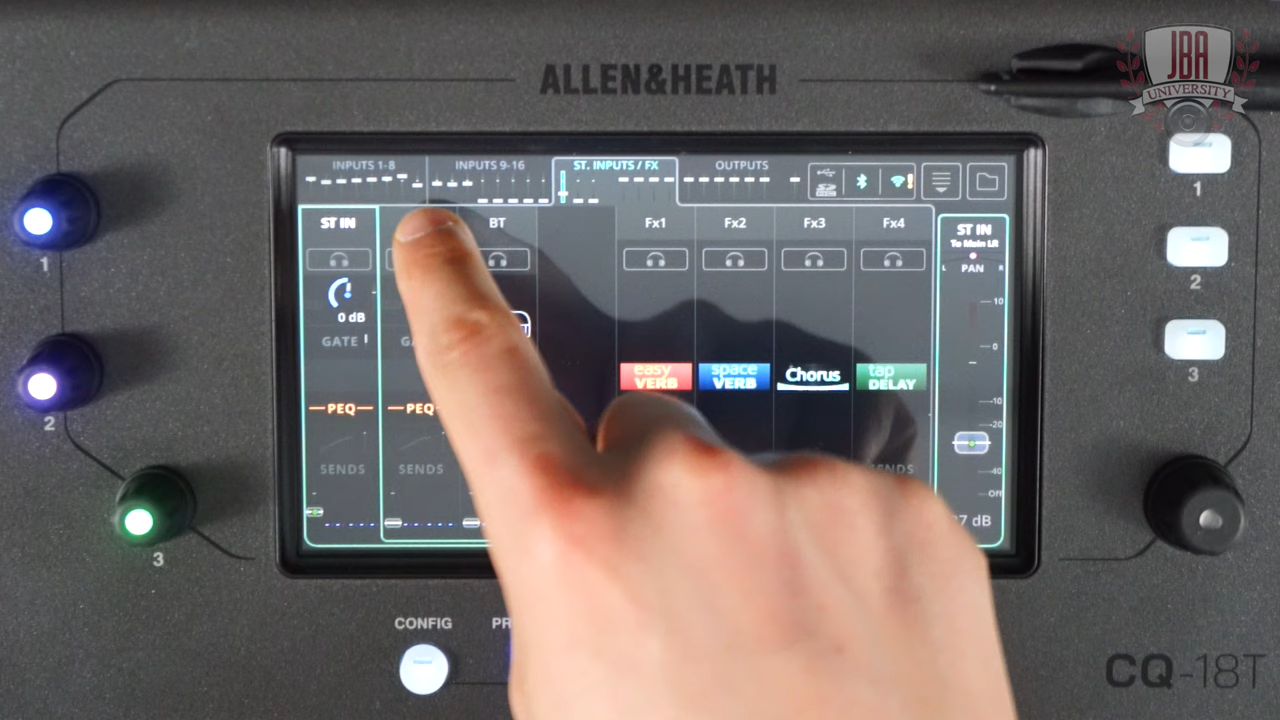 JBA
UNIVERSITY
ALLEN&HEATH
INPUTS 1-8
INPUTS 9-16
ST. INPUTS / FX
OUTPUTS
ST IN
BT
Fx1
Fx2
Fx3
Fx4
ST IN
To Main LR
L PAN R
0 dB
GATE
10
0
easy VERB
space VERB
Chorus
tap DELAY
10
20
PEQ
PEQ
SENDS
SENDS
40
Off
1
2
3
1
2
3
CONFIG
CQ-18T